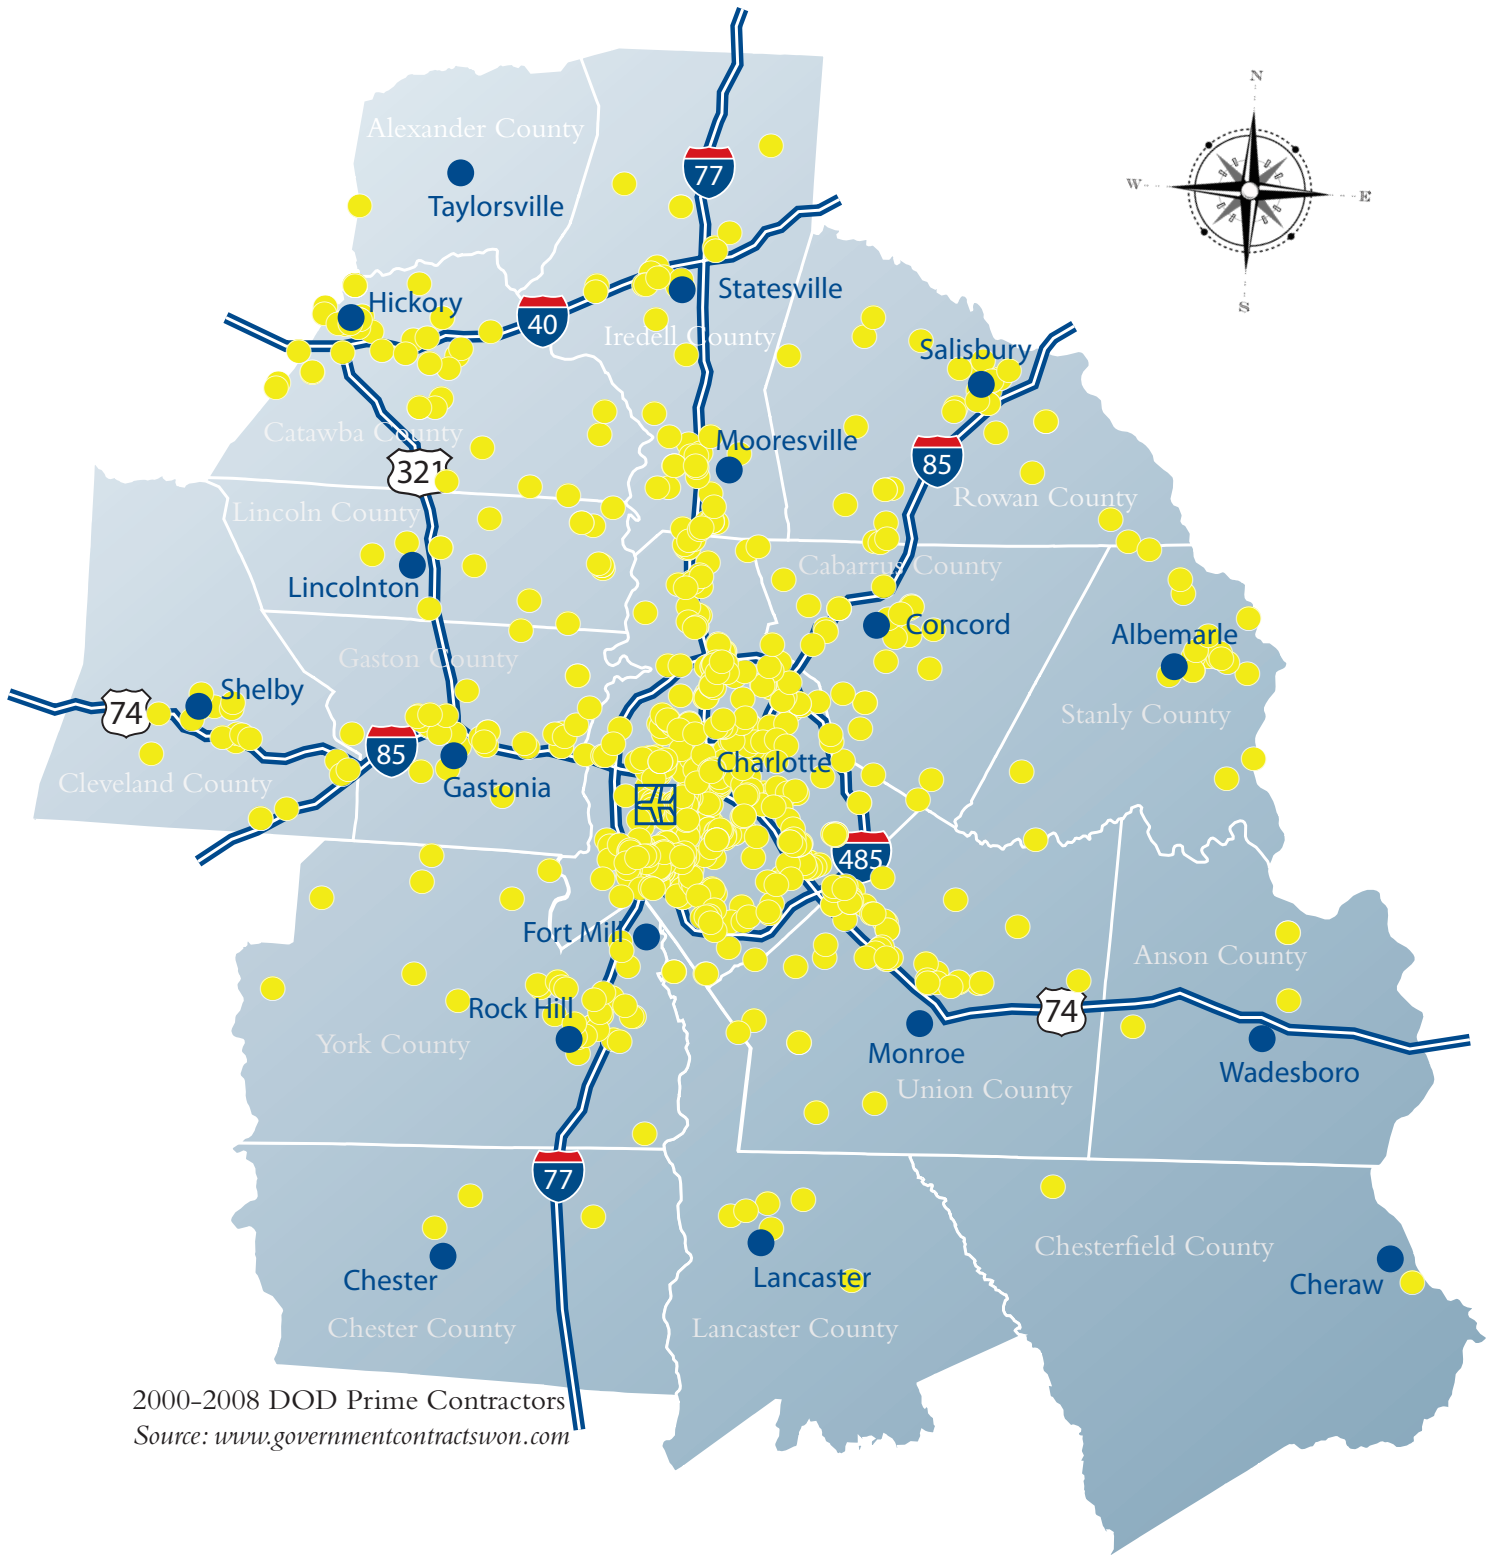 N
W
E
S
Alexander County
Taylorsville
77
Hickory
40
Statesville
Iredell County
Salisbury
Catawba County
321
Mooresville
85
Rowan County
Lincoln County
Lincolnton
Cabarrus County
Concord
Albemarle
Gaston County
Shelby
74
85
Stanly County
Cleveland County
Gastonia
Charlotte
485
Fort Mill
Anson County
Rock Hill
74
York County
Monroe
Wadesboro
Union County
77
Chester
Lancaster
Chesterfield County
Cheraw
Chester County
Lancaster County
2000-2008 DOD Prime Contractors
Source: www.governmentcontractswon.com